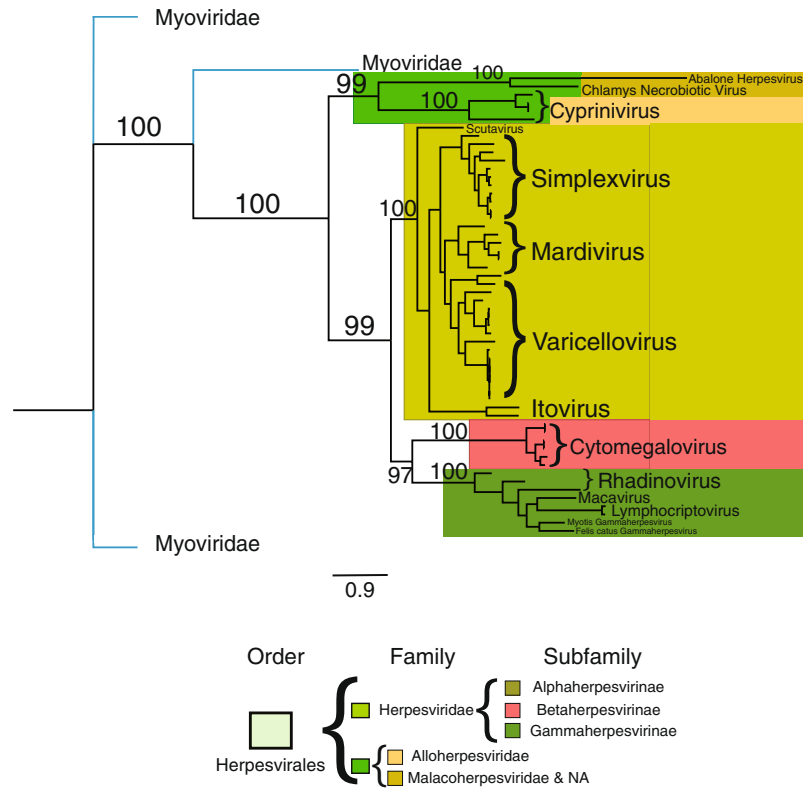 Myoviridae
Myoviridae
99
100
Abalone Herpesvirus
Chlamys Necrobiotic Virus
100
Cyprinivirus
100
Scutavirus
Simplexvirus
100
100
Mardivirus
99
Varicellovirus
Itovirus
100
Cytomegalovirus
97
100
Rhadinovirus
Macavirus
Lymphocriptovirus
Myotis Gammaherpesvirus
Felis catus Gammaherpesvirus
Myoviridae
0.9
Order
Family
Subfamily
Alphaherpesvirinae
Herpesviridae
Betaherpesvirinae
Gammaherpesvirinae
Herpesvirales
Alloherpesviridae
Malacoherpesviridae & NA